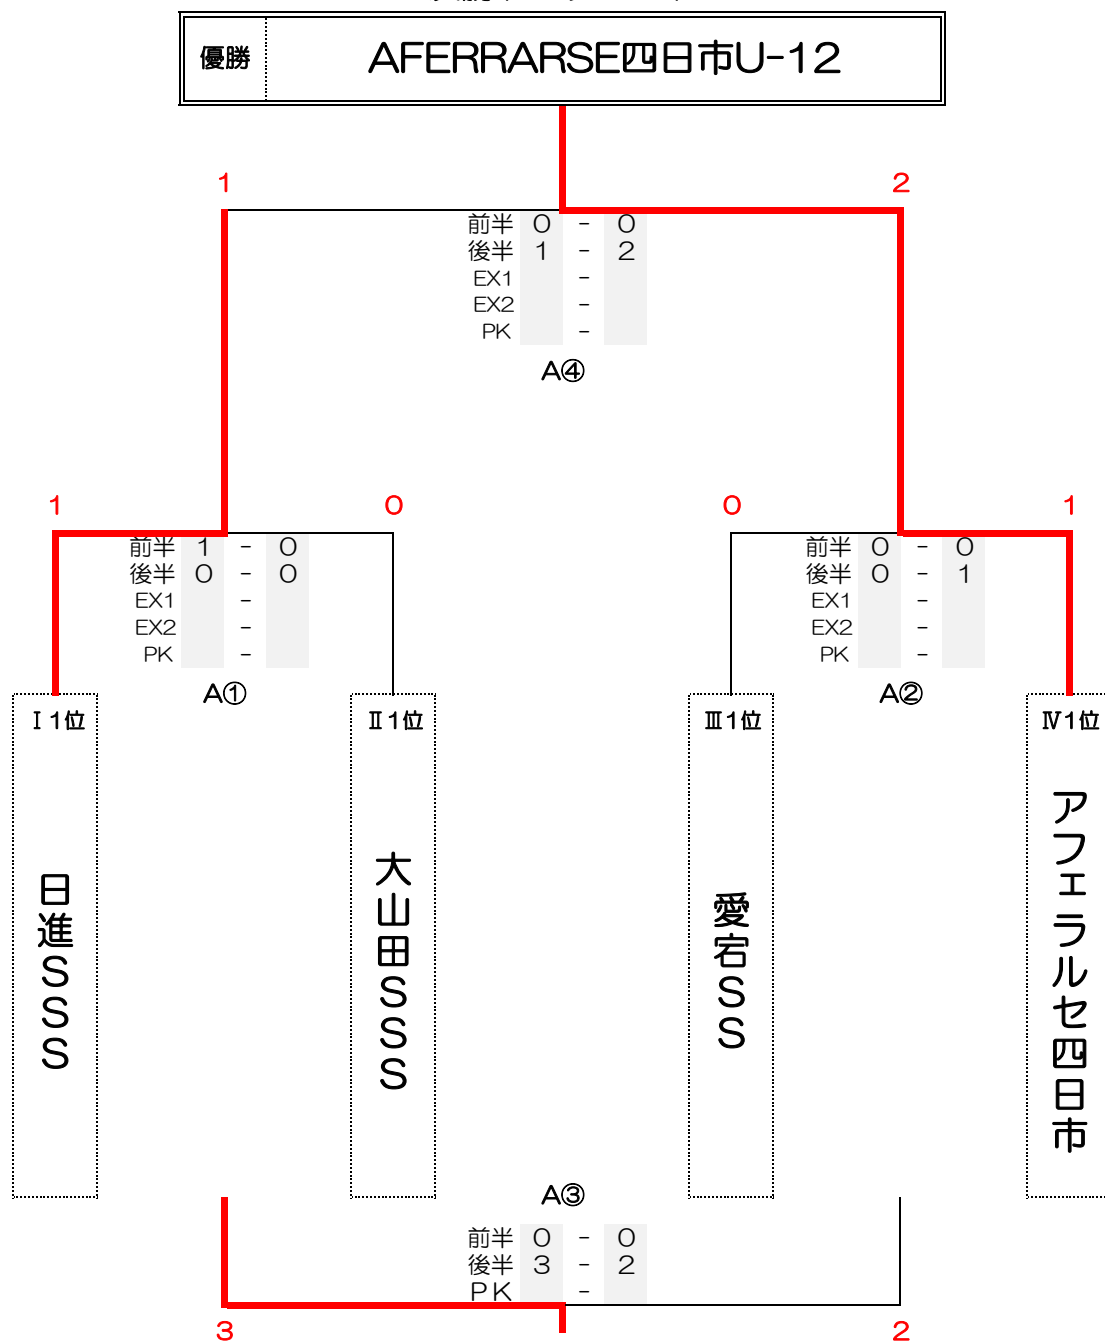 優勝 AFERRARSE四日市U-12
1 2
前半 0 - 0
後半 1 - 2
EX1 -
EX2 -
PK -
A④
1 0 0 1
前半 1 - 0
後半 0 - 0
EX1 -
EX2 -
PK -
A①
前半 0 - 0
後半 0 - 1
EX1 -
EX2 -
PK -
A②
Ⅰ1位
日進SSS
Ⅱ1位
大山田SSS
Ⅲ1位
愛宕SS
Ⅳ1位
アフェラルセ四日市
A③
前半 0 - 0
後半 3 - 2
PK -
3 2